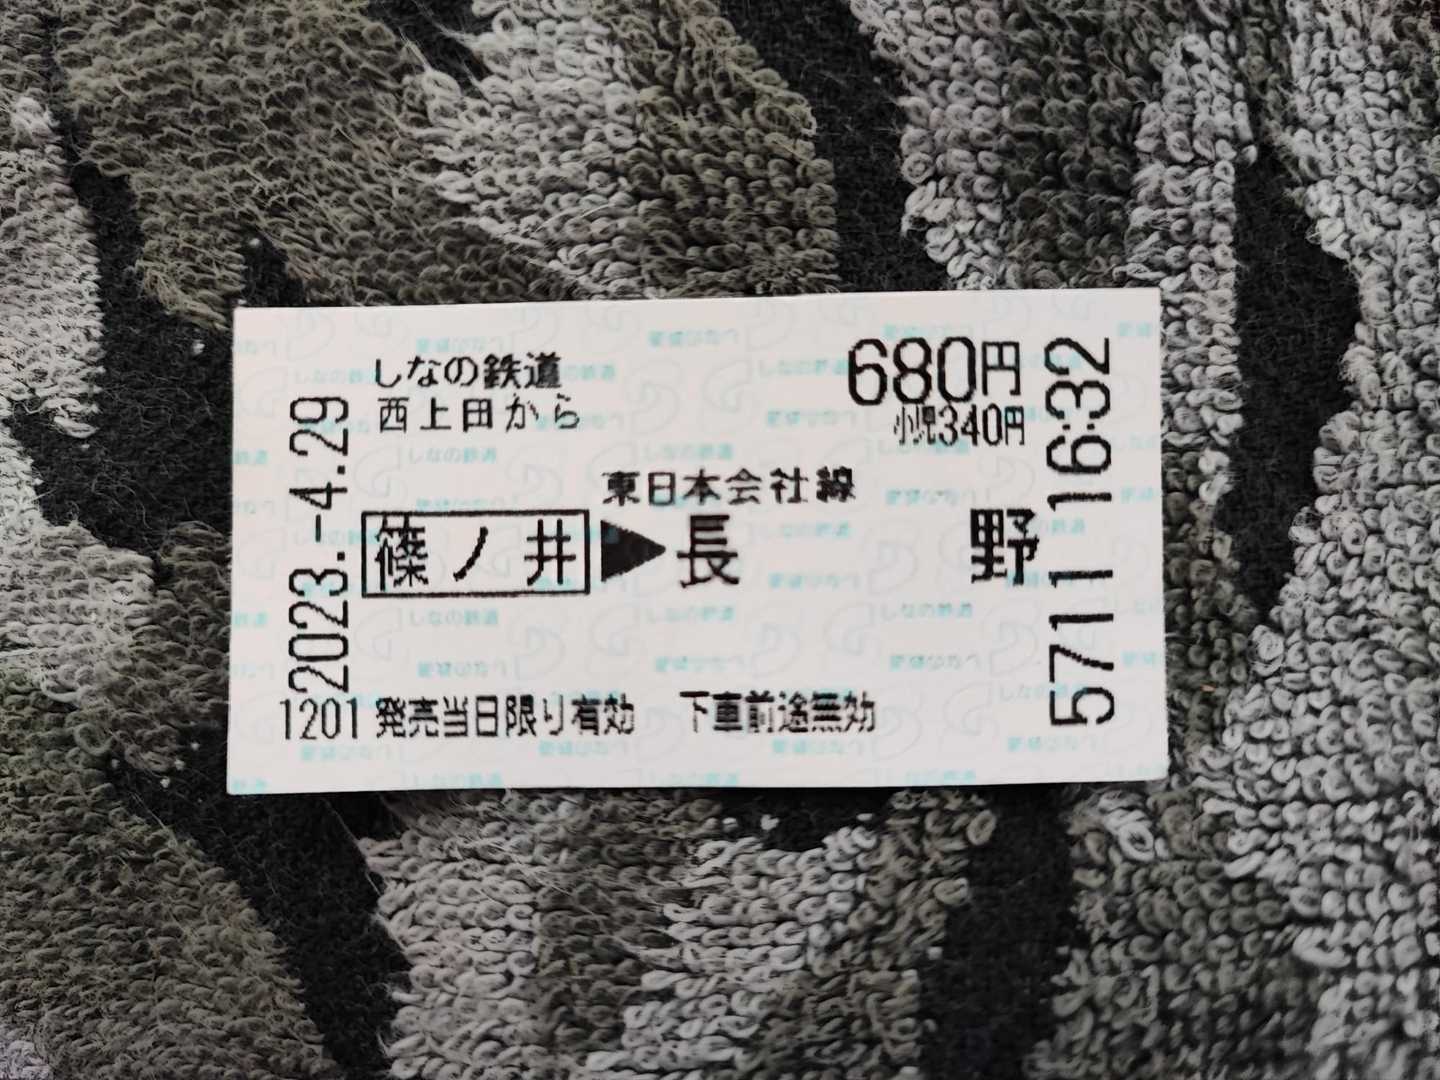 しなの鉄道
西上田から
680円
小児340円
東日本会社線
篠ノ井▶長野
2023.-4.29
5711 16:32
1201 発売当日限り有効 下車前途無効